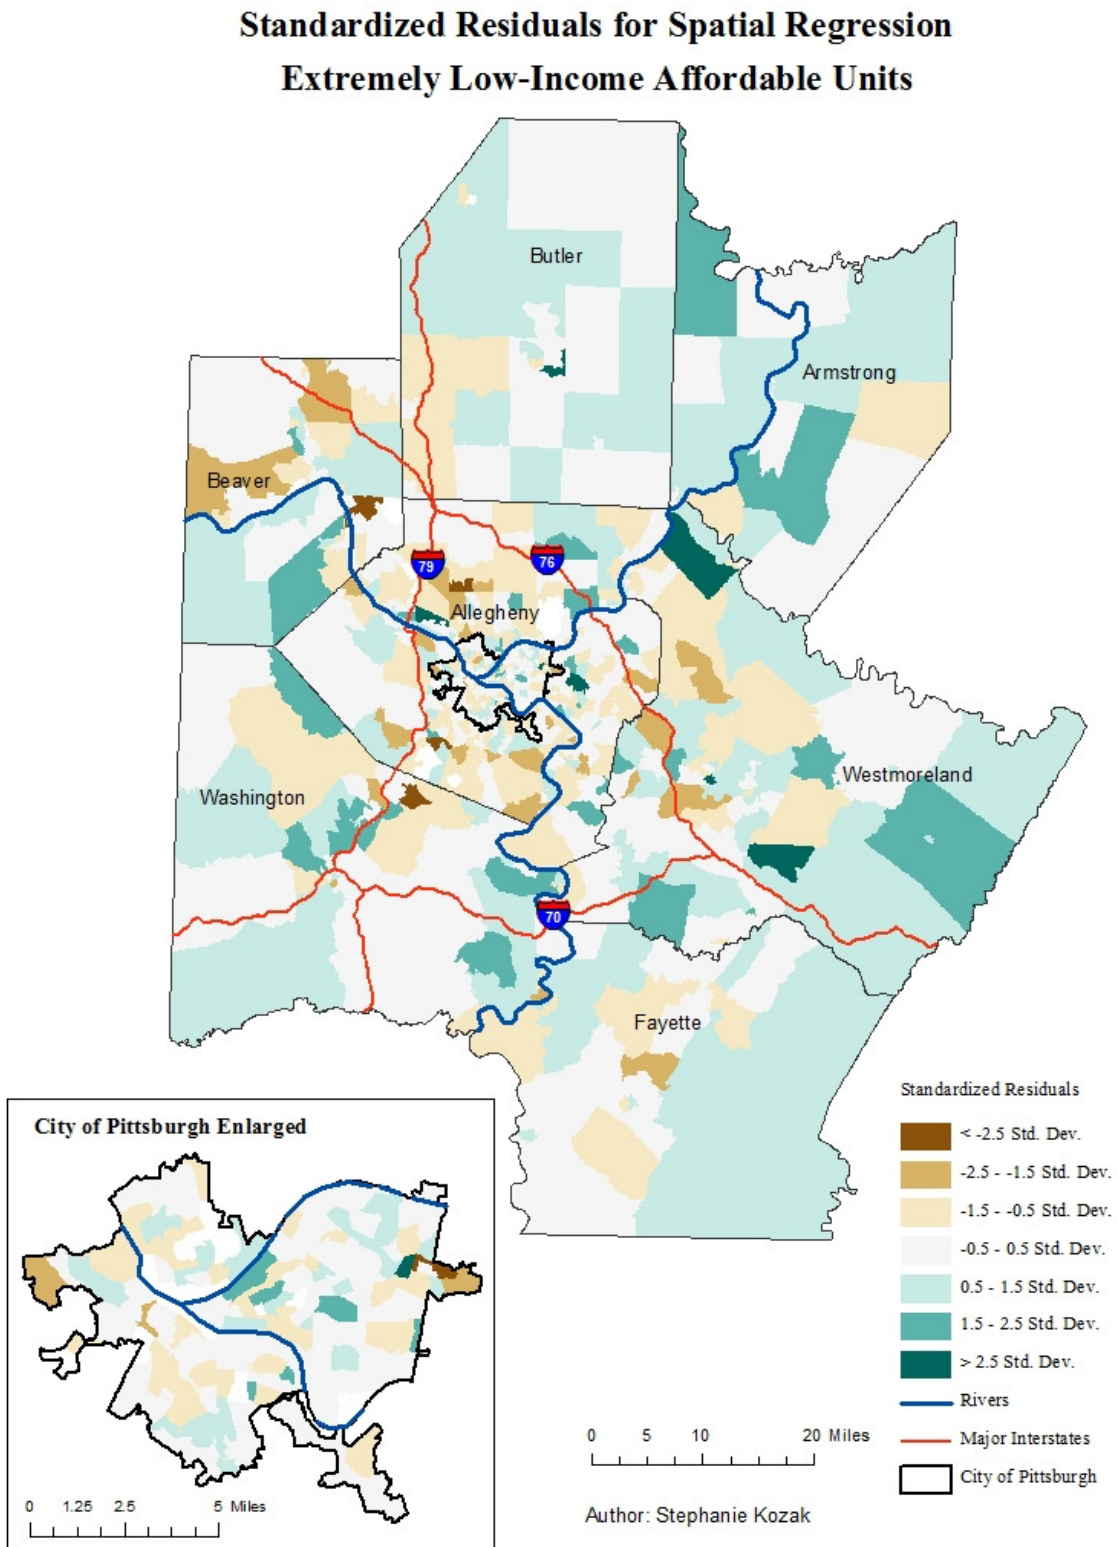 Standardized Residuals for Spatial Regression
Extremely Low-Income Affordable Units
Butler
Armstrong
Beaver
79
76
Allegheny
Westmoreland
Washington
70
Fayette
City of Pittsburgh Enlarged
0 1.25 2.5 5 Miles
0 5 10 20 Miles
Author: Stephanie Kozak
Standardized Residuals
< -2.5 Std. Dev.
-2.5 - -1.5 Std. Dev.
-1.5 - -0.5 Std. Dev.
-0.5 - 0.5 Std. Dev.
0.5 - 1.5 Std. Dev.
1.5 - 2.5 Std. Dev.
> 2.5 Std. Dev.
Rivers
Major Interstates
City of Pittsburgh